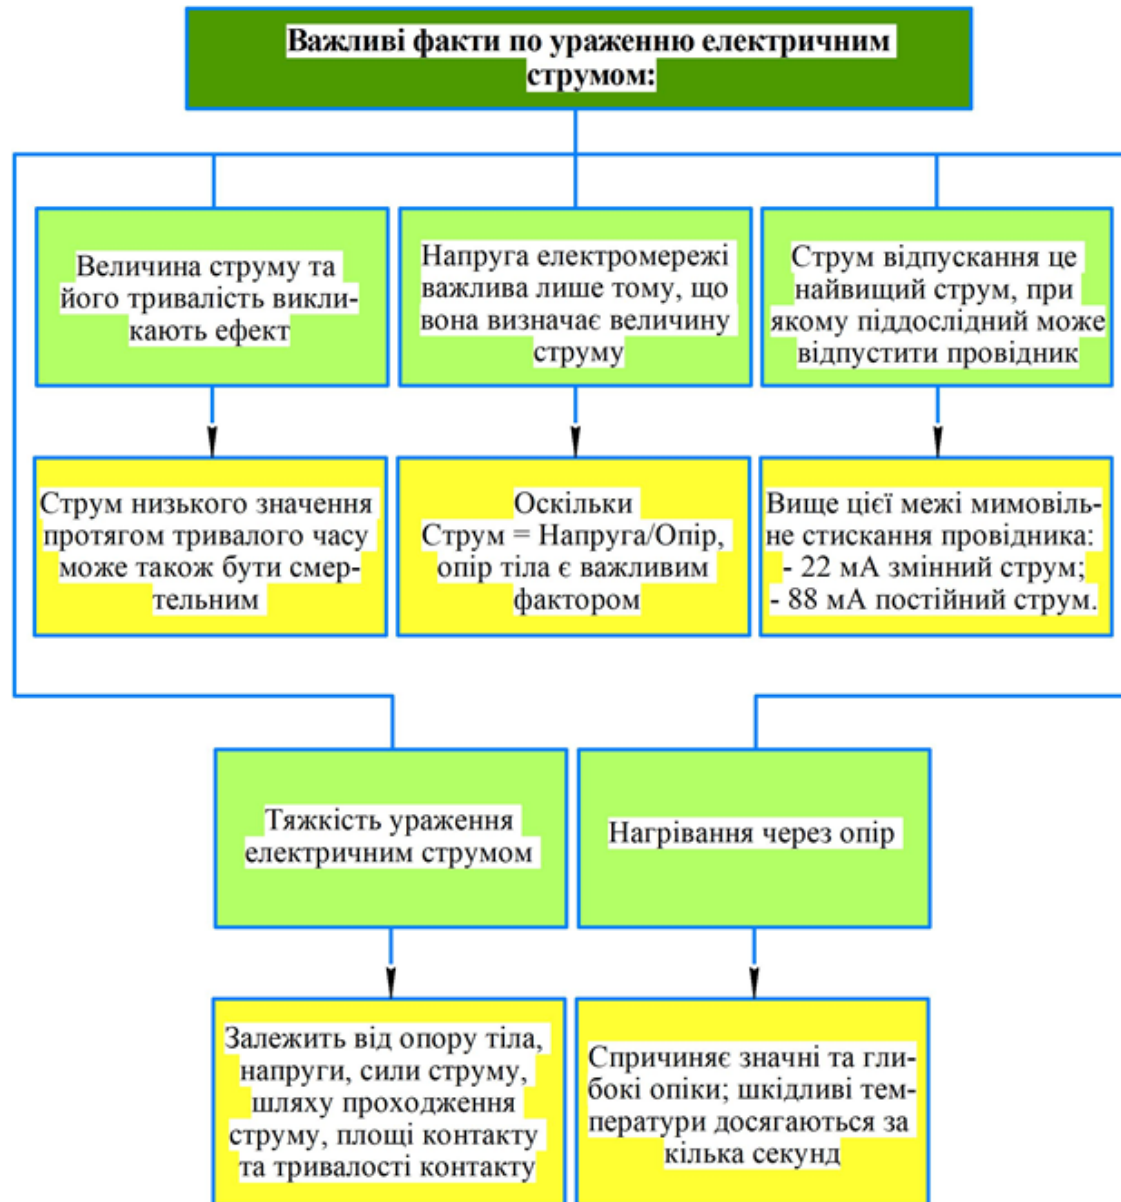 Важливі факти по ураженню електричним
струмом:
Величина струму та
його тривалість викли-
кають ефект
Напруга електромережі
важлива лише тому, що
вона визначає величину
струму
Струм відпускання це
найвищий струм, при
якому піддослідний може
відпустити провідник
Струм низького значення
протягом тривалого часу
може також бути смер-
тельним
Оскільки
Струм = Напруга/Опір,
опір тіла є важливим
фактором
Вище цієї межі мимовіль-
не стискання провідника:
- 22 мА змінний струм;
- 88 мА постійний струм.
Тяжкість ураження
електричним струмом
Нагрівання через опір
Залежить від опору тіла,
напруги, сили струму,
шляху проходження
струму, площі контакту
та тривалості контакту
Спричиняє значні та гли-
бокі опіки; шкідливі тем-
ператури досягаються за
кілька секунд